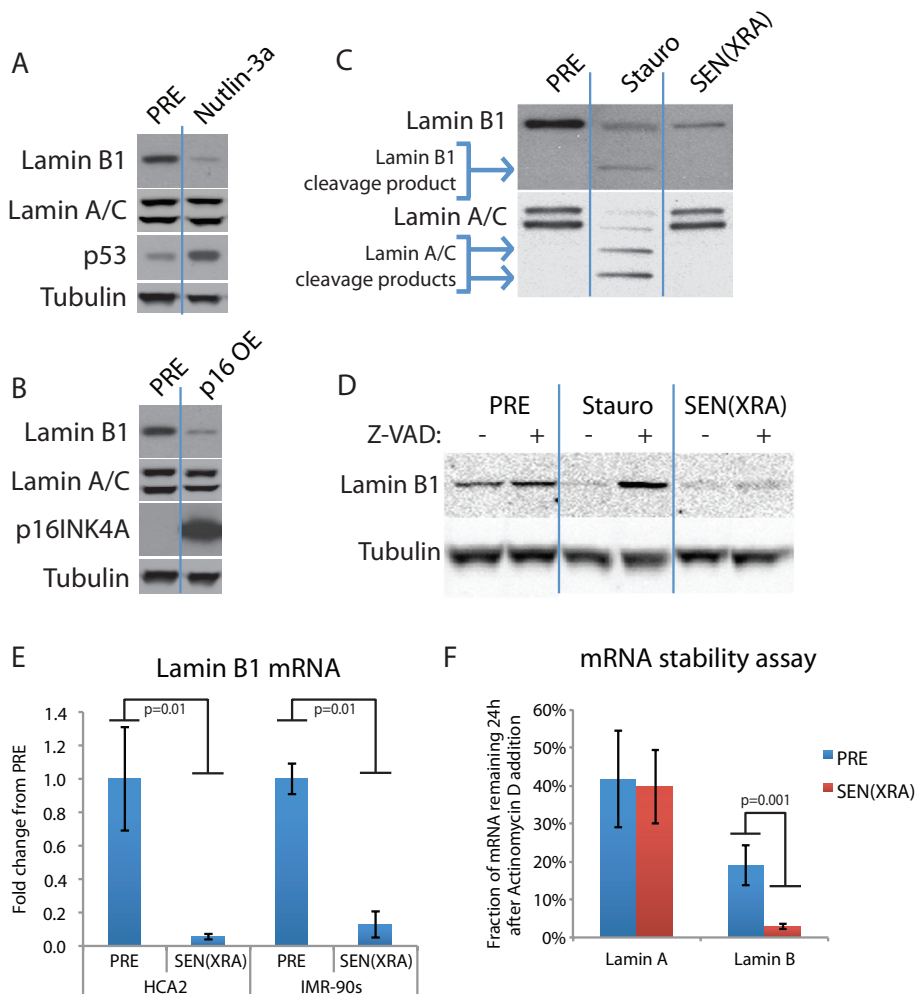 A
PRE
Nutlin-3a
Lamin B1
Lamin A/C
p53
Tubulin
B
PRE
p16 OE
Lamin B1
Lamin A/C
p16INK4A
Tubulin
C
PRE
Stauro
SEN(XRA)
Lamin B1
Lamin B1
cleavage product
Lamin A/C
Lamin A/C
cleavage products
D
PRE Stauro SEN(XRA)
Z-VAD: - + - + - +
Lamin B1
Tubulin
E
Lamin B1 mRNA
Fold change from PRE
1.4
1.2
1.0
0.8
0.6
0.4
0.2
0.0
p=0.01
p=0.01
PRE SEN(XRA) PRE SEN(XRA)
HCA2 IMR-90s
F
mRNA stability assay
Fraction of mRNA remaining 24h
after Actinomycin D addition
60%
50%
40%
30%
20%
10%
0%
p=0.001
PRE
SEN(XRA)
Lamin A Lamin B